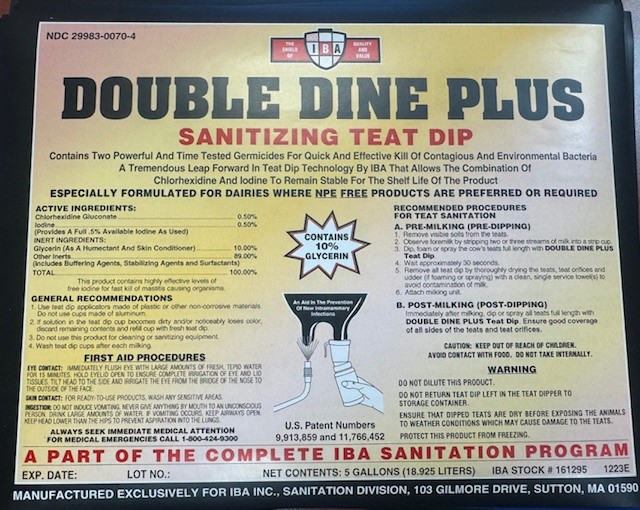 NDC 29983-0070-4
THE SHIELD OF IBA QUALITY AND VALUE
DOUBLE DINE PLUS
SANITIZING TEAT DIP
Contains Two Powerful And Time Tested Germicides For Quick And Effective Kill Of Contagious And Environmental Bacteria
A Tremendous Leap Forward In Teat Dip Technology By IBA That Allows The Combination Of
Chlorhexidine And Iodine To Remain Stable For The Shelf Life Of The Product
ESPECIALLY FORMULATED FOR DAIRIES WHERE NPE FREE PRODUCTS ARE PREFERRED OR REQUIRED
ACTIVE INGREDIENTS:
Chlorhexidine Gluconate 0.50%
Iodine 0.50%
(Provides A Full .5% Available Iodine As Used)
INERT INGREDIENTS:
Glycerin (As A Humectant And Skin Conditioner) 10.00%
Other Inerts 89.00%
(Includes Buffering Agents, Stabilizing Agents and Surfactants)
TOTAL 100.00%
This product contains highly effective levels of
free iodine for fast kill of mastitis causing organisms.
GENERAL RECOMMENDATIONS
1. Use teat dip applicators made of plastic or other non-corrosive materials.
Do not use cups made of aluminum.
2. If solution in the teat dip cup becomes dirty and/or noticeably loses color,
discard remaining contents and refill cup with fresh teat dip.
3. Do not use this product for cleaning or sanitizing equipment.
4. Wash teat dip cups after each milking.
FIRST AID PROCEDURES
EYE CONTACT: IMMEDIATELY FLUSH EYE WITH LARGE AMOUNTS OF FRESH, TEPID WATER
FOR 15 MINUTES. HOLD EYELID OPEN TO ENSURE COMPLETE IRRIGATION OF EYE AND LID
TISSUES. TILT HEAD TO THE SIDE AND IRRIGATE THE EYE FROM THE BRIDGE OF THE NOSE TO
THE OUTSIDE OF THE FACE.
SKIN CONTACT: FOR READY-TO-USE PRODUCTS, WASH ANY SENSITIVE AREAS.
INGESTION: DO NOT INDUCE VOMITING. NEVER GIVE ANYTHING BY MOUTH TO AN UNCONSCIOUS
PERSON. DRINK LARGE AMOUNTS OF WATER. IF VOMITING OCCURS, KEEP AIRWAYS OPEN.
KEEP HEAD LOWER THAN THE HIPS TO PREVENT ASPIRATION INTO THE LUNGS.
ALWAYS SEEK IMMEDIATE MEDICAL ATTENTION
FOR MEDICAL EMERGENCIES CALL 1-800-424-9300
CONTAINS
10%
GLYCERIN
An Aid In The Prevention
Of New Intramammary
Infections
U.S. Patent Numbers
9,913,859 and 11,766,452
RECOMMENDED PROCEDURES
FOR TEAT SANITATION
A. PRE-MILKING (PRE-DIPPING)
1. Remove visible soils from the teats.
2. Observe foremilk by stripping two or three streams of milk into a strip cup.
3. Dip, foam or spray the cow's teats full length with DOUBLE DINE PLUS
Teat Dip
4. Wait approximately 30 seconds.
5. Remove all teat dip by thoroughly drying the teats, teat orifices and
udder (if foaming or spraying) with a clean, single service towel(s) to
avoid contamination of milk.
6. Attach milking unit.
B. POST-MILKING (POST-DIPPING)
Immediately after milking, dip or spray all teats full length with
DOUBLE DINE PLUS Teat Dip. Ensure good coverage
of all sides of the teats and teat orifices.
CAUTION: KEEP OUT OF REACH OF CHILDREN.
AVOID CONTACT WITH FOOD. DO NOT TAKE INTERNALLY.
WARNING
DO NOT DILUTE THIS PRODUCT.
DO NOT RETURN TEAT DIP LEFT IN THE TEAT DIPPER TO
STORAGE CONTAINER.
ENSURE THAT DIPPED TEATS ARE DRY BEFORE EXPOSING THE ANIMALS
TO WEATHER CONDITIONS WHICH MAY CAUSE DAMAGE TO THE TEATS.
PROTECT THIS PRODUCT FROM FREEZING.
A PART OF THE COMPLETE IBA SANITATION PROGRAM
EXP. DATE: LOT NO.: NET CONTENTS: 5 GALLONS (18.925 LITERS) IBA STOCK # 161295 1223E
MANUFACTURED EXCLUSIVELY FOR IBA INC., SANITATION DIVISION, 103 GILMORE DRIVE, SUTTON, MA 01590